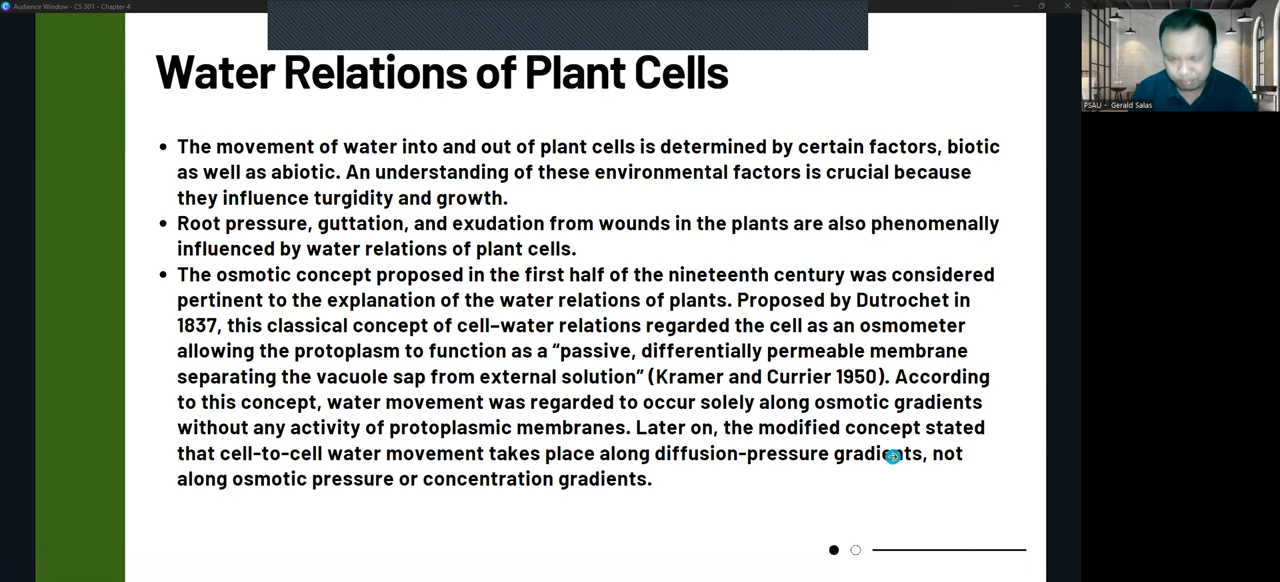 Audience Window - CS 301 - Chapter 4
PSAU - Gerald Salas
Water Relations of Plant Cells
• The movement of water into and out of plant cells is determined by certain factors, biotic
as well as abiotic. An understanding of these environmental factors is crucial because
they influence turgidity and growth.
• Root pressure, guttation, and exudation from wounds in the plants are also phenomenally
influenced by water relations of plant cells.
• The osmotic concept proposed in the first half of the nineteenth century was considered
pertinent to the explanation of the water relations of plants. Proposed by Dutrochet in
1837, this classical concept of cell–water relations regarded the cell as an osmometer
allowing the protoplasm to function as a “passive, differentially permeable membrane
separating the vacuole sap from external solution” (Kramer and Currier 1950). According
to this concept, water movement was regarded to occur solely along osmotic gradients
without any activity of protoplasmic membranes. Later on, the modified concept stated
that cell-to-cell water movement takes place along diffusion-pressure gradients, not
along osmotic pressure or concentration gradients.